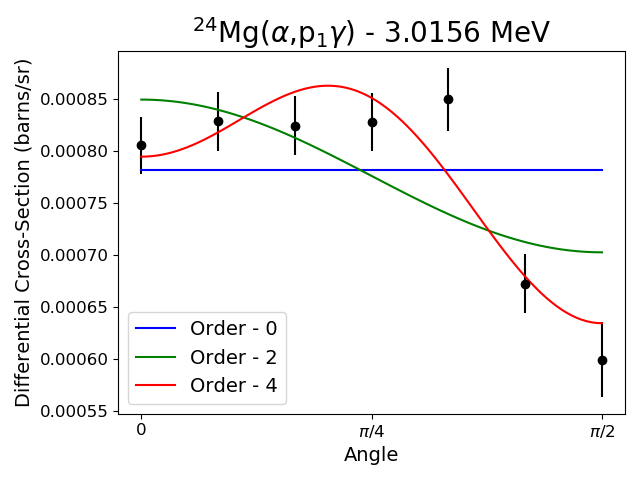 ²⁴Mg(α,p₁γ) - 3.0156 MeV
Differential Cross-Section (barns/sr)
0.00085
0.00080
0.00075
0.00070
0.00065
0.00060
0.00055
Order - 0
Order - 2
Order - 4
0
π/4
π/2
Angle